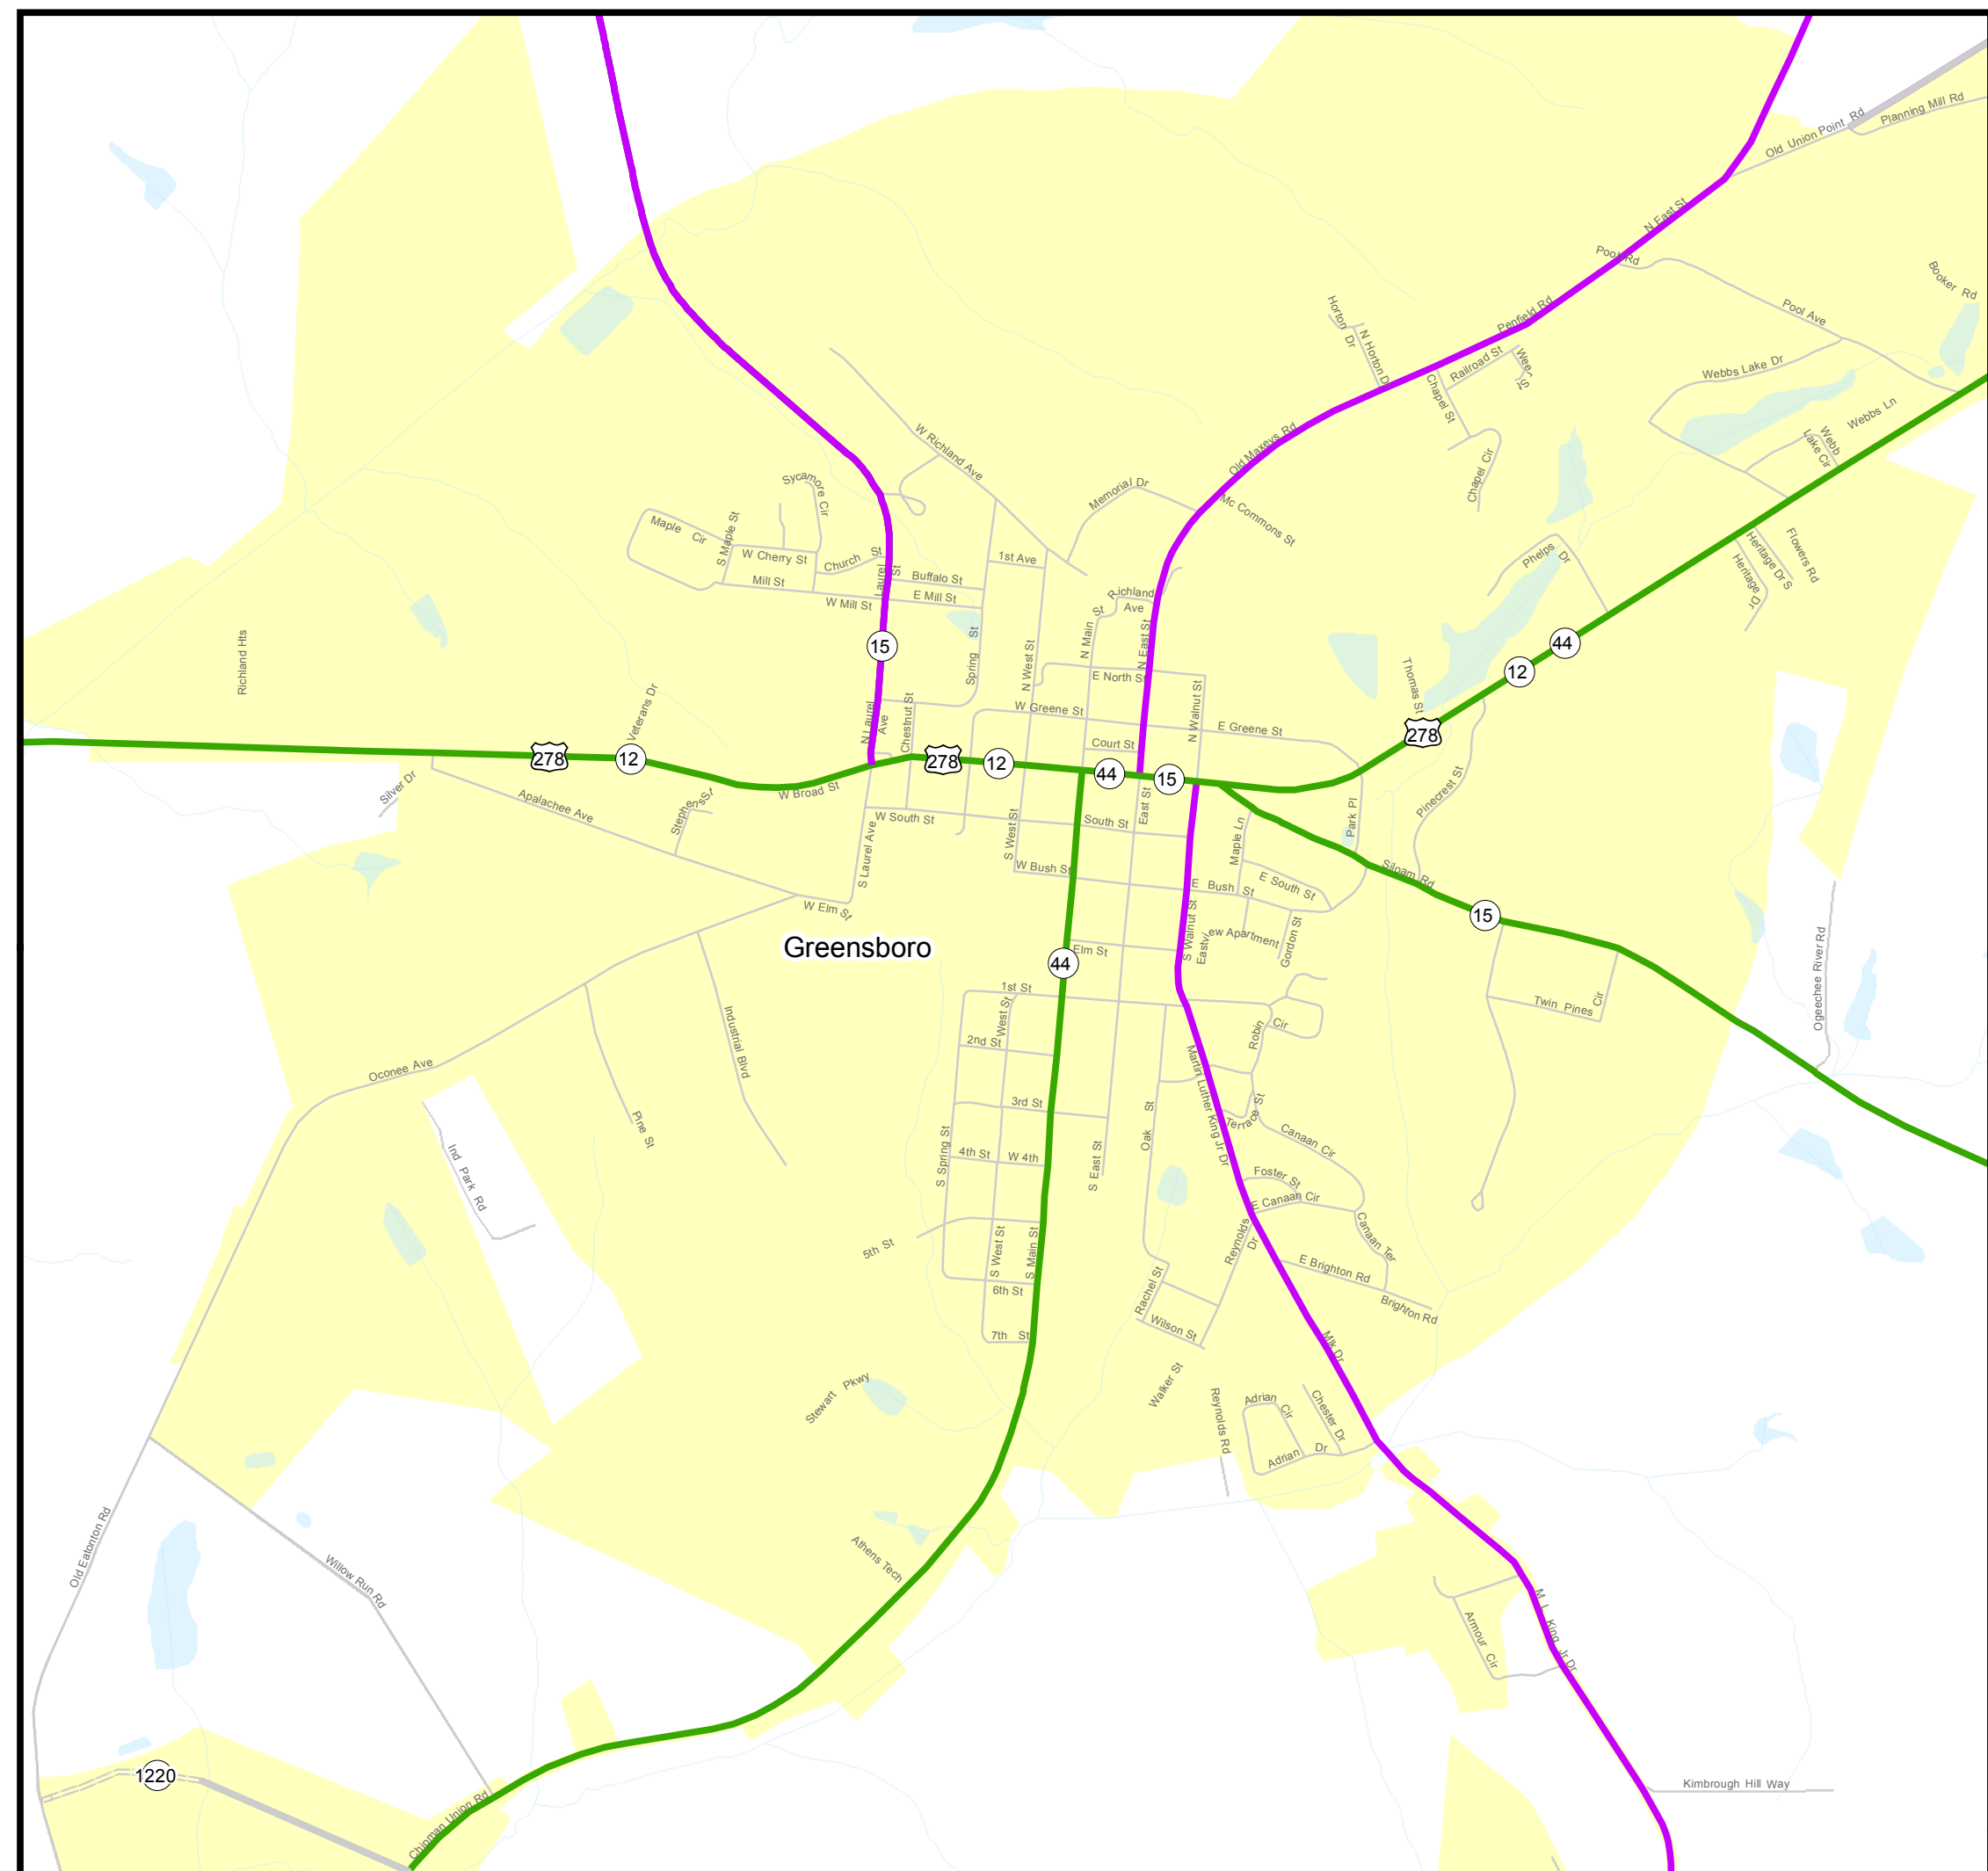 Old Union Point Rd
Planning Mill Rd
N East St
Pool Rd
Booker Rd
Pool Ave
Horton Dr
N Horton Dr
Penfield Rd
Railroad St
Weer St
Chapel St
Webbs Lake Dr
Webbs Ln
Webb Lake Cir
W Richland Ave
Old Maxeys Rd
Chapel Cir
Sycamore Cir
Memorial Dr
Mc Commons St
Maple Cir
S Maple St
W Cherry St
Church St
Laurel St
Buffalo St
1st Ave
Phelps Dr
Heritage Dr S
Heritage Dr
Flowers Rd
Mill St
W Mill St
E Mill St
Richland Ave
15
Richland Hts
Spring St
N West St
N Main St
N East St
E North St
44
12
Thomas St
Veterans Dr
N Laurel Ave
Chestnut St
W Greene St
N Walnut St
E Greene St
Court St
278
278
12
278
12
44
15
Silver Dr
Apalachee Ave
Stephens St
W Broad St
W South St
S West St
South St
East St
Maple Ln
Park Pl
Pinecrest St
S Laurel Ave
W Bush St
E Bush St
E South St
Siloam Rd
W Elm St
15
Greensboro
Elm St
S Walnut St
Eastview Apartment
Gordon St
Ogeechee River Rd
44
1st St
West St
Twin Pines Cir
Industrial Blvd
2nd St
Robin Cir
Oconee Ave
Martin Luther King Jr Dr
Pine St
3rd St
Oak St
Terrace St
Canaan Cir
Ind Park Rd
S Spring St
4th St
W 4th
S East St
Foster St
E Canaan Cir
Canaan Ter
5th St
S West St
S Main St
Reynolds Dr
E Brighton Rd
Brighton Rd
6th St
Rachel St
Wilson St
7th St
Mlk Dr
Stewart Pkwy
Walker St
Reynolds Rd
Adrian Cir
Chester Dr
Adrian Dr
Old Eatonton Rd
Willow Run Rd
Athens Tech
M L King Jr Dr
Armour Cir
1220
Chipman Union Rd
Kimbrough Hill Way